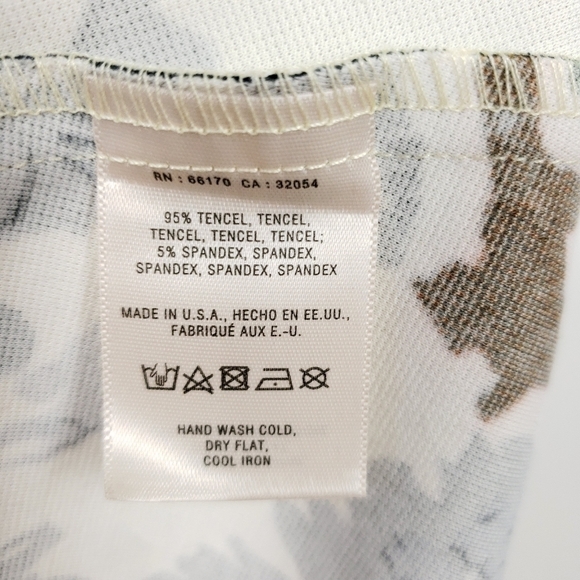 RN : 66170 CA : 32054
95% TENCEL, TENCEL,
TENCEL, TENCEL, TENCEL;
5% SPANDEX, SPANDEX,
SPANDEX, SPANDEX, SPANDEX
MADE IN U.S.A., HECHO EN EE.UU.,
FABRIQUÉ AUX E.-U.
HAND WASH COLD,
DRY FLAT,
COOL IRON